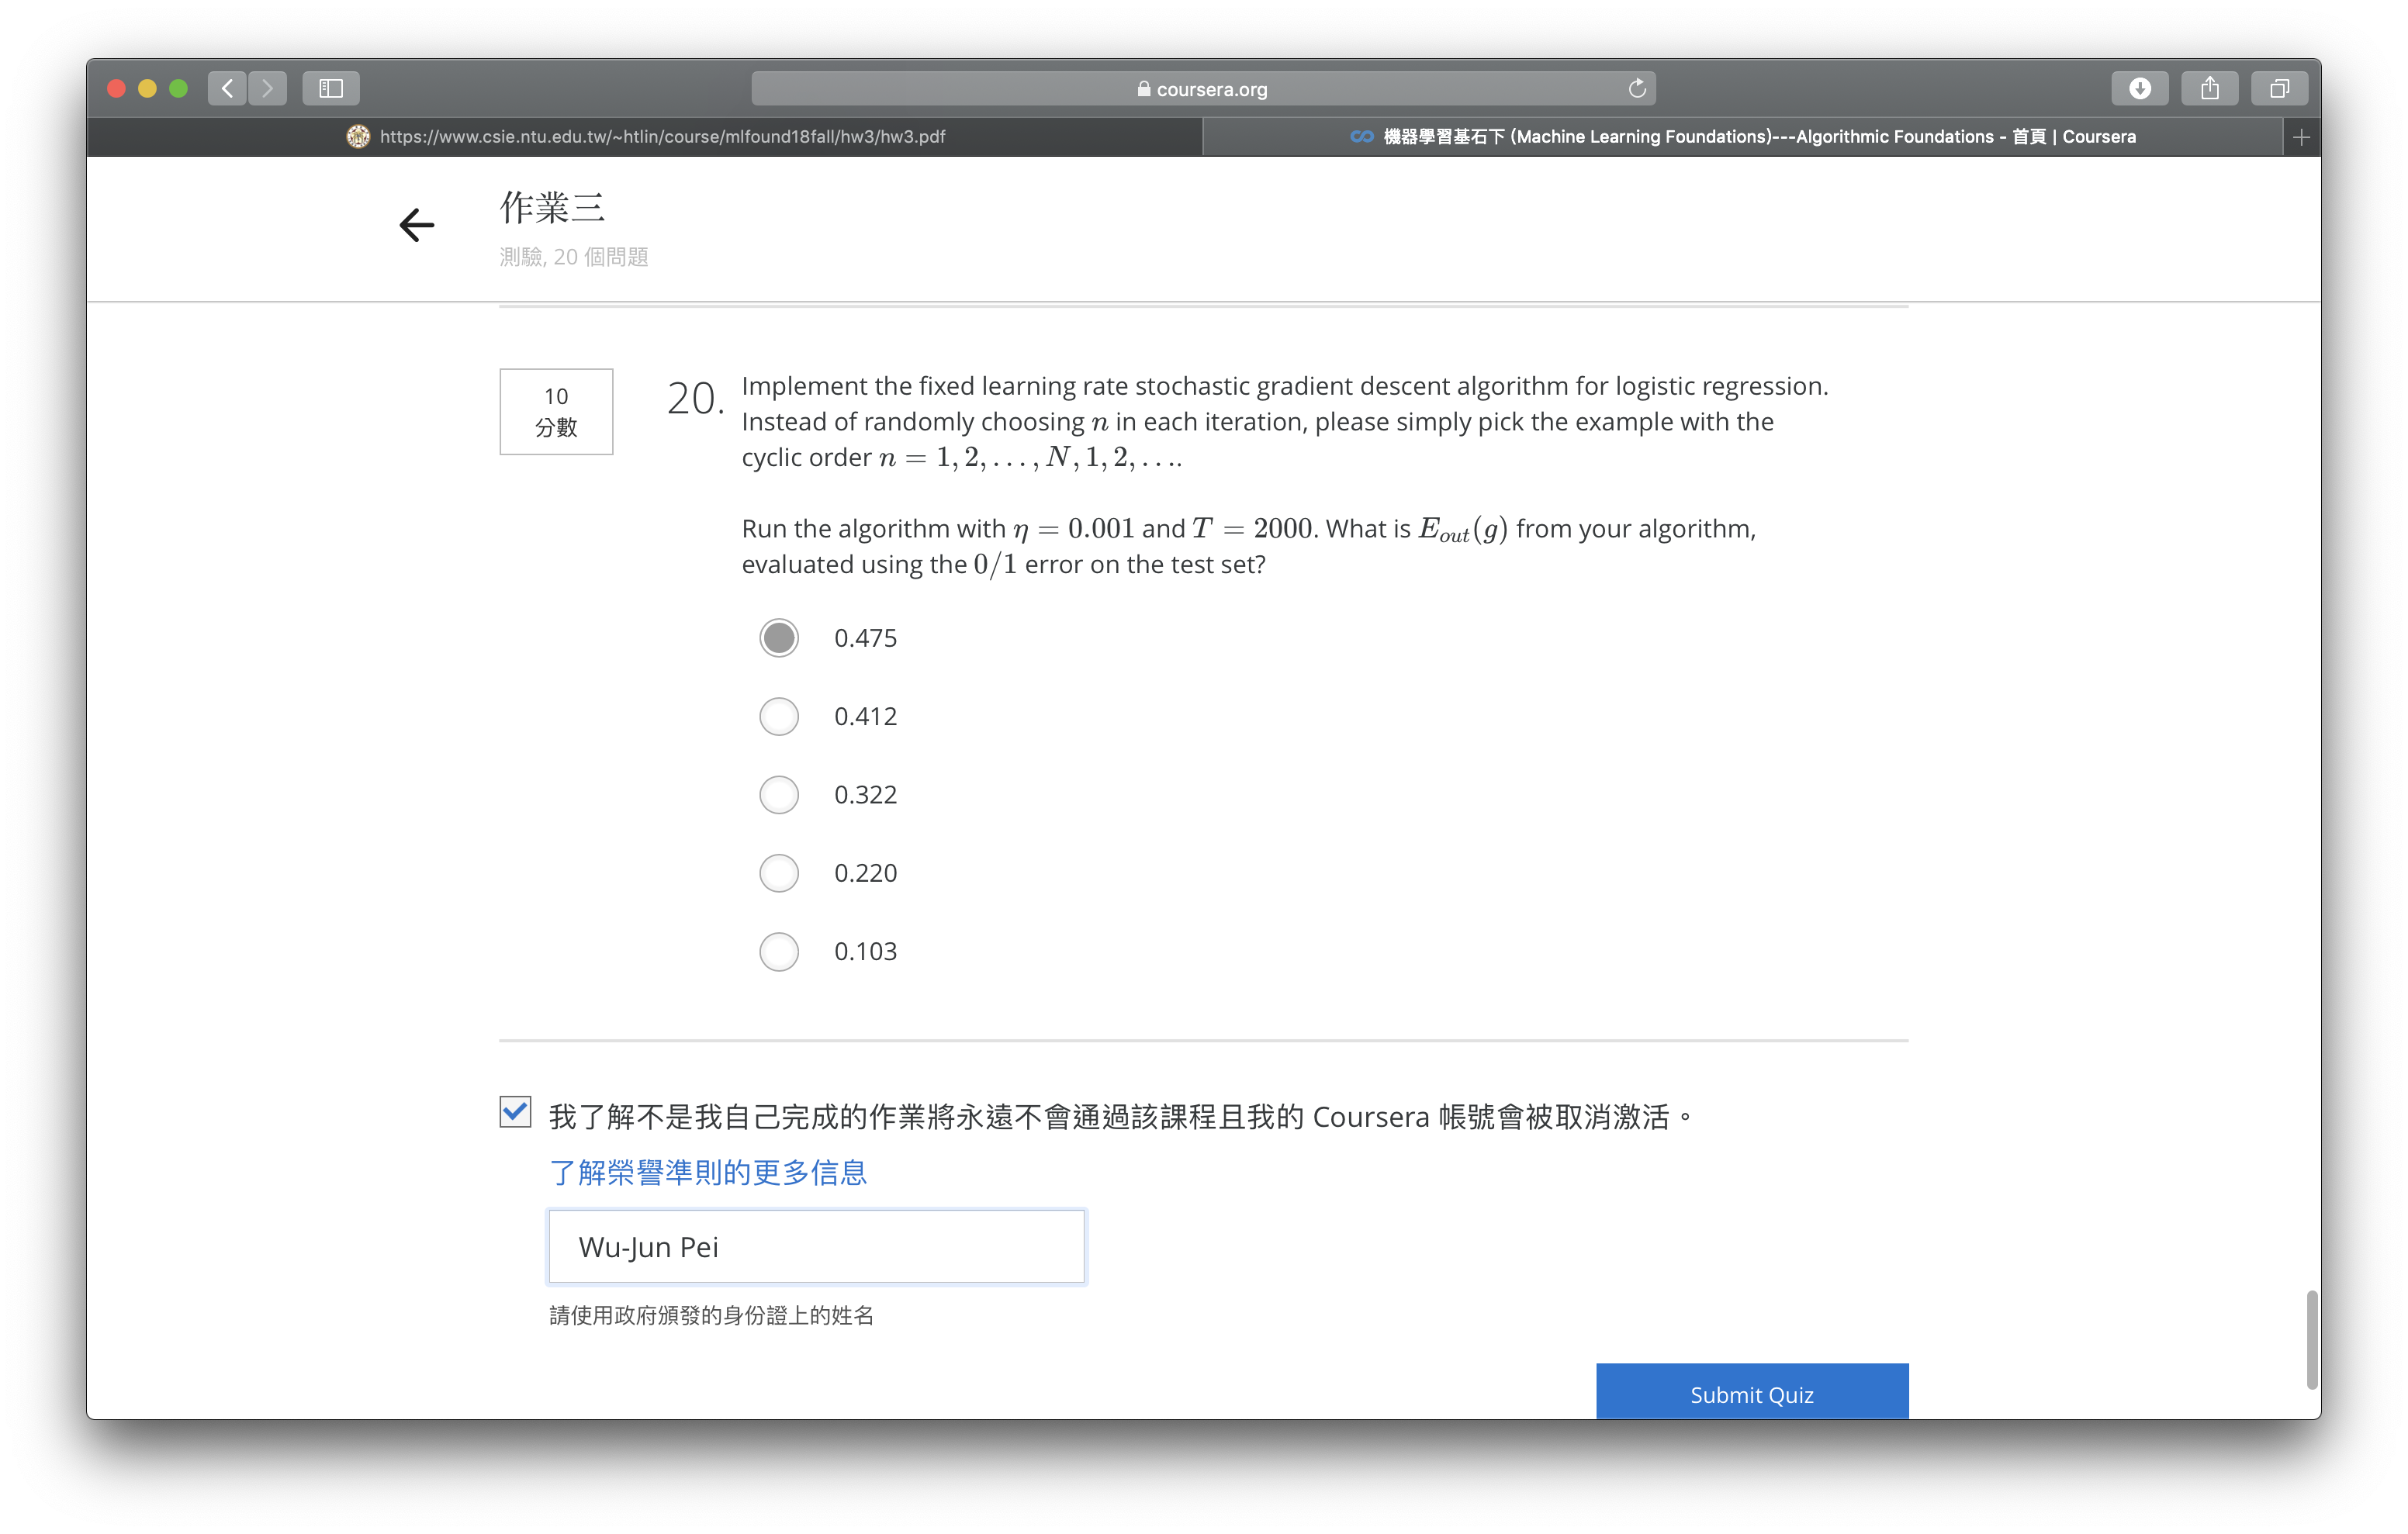 coursera.org
https://www.csie.ntu.edu.tw/~htlin/course/mlfound18fall/hw3/hw3.pdf
機器學習基石下 (Machine Learning Foundations)---Algorithmic Foundations - 首頁 | Coursera
作業三
測驗, 20 個問題
10
分數
20.
Implement the fixed learning rate stochastic gradient descent algorithm for logistic regression.
Instead of randomly choosing n in each iteration, please simply pick the example with the
cyclic order n = 1, 2, . . . , N, 1, 2, . . ..
Run the algorithm with η = 0.001 and T = 2000. What is E_{out}(g) from your algorithm,
evaluated using the 0/1 error on the test set?
0.475
0.412
0.322
0.220
0.103
我了解不是我自己完成的作業將永遠不會通過該課程且我的 Coursera 帳號會被取消激活。
了解榮譽準則的更多信息
Wu-Jun Pei
請使用政府頒發的身份證上的姓名
Submit Quiz